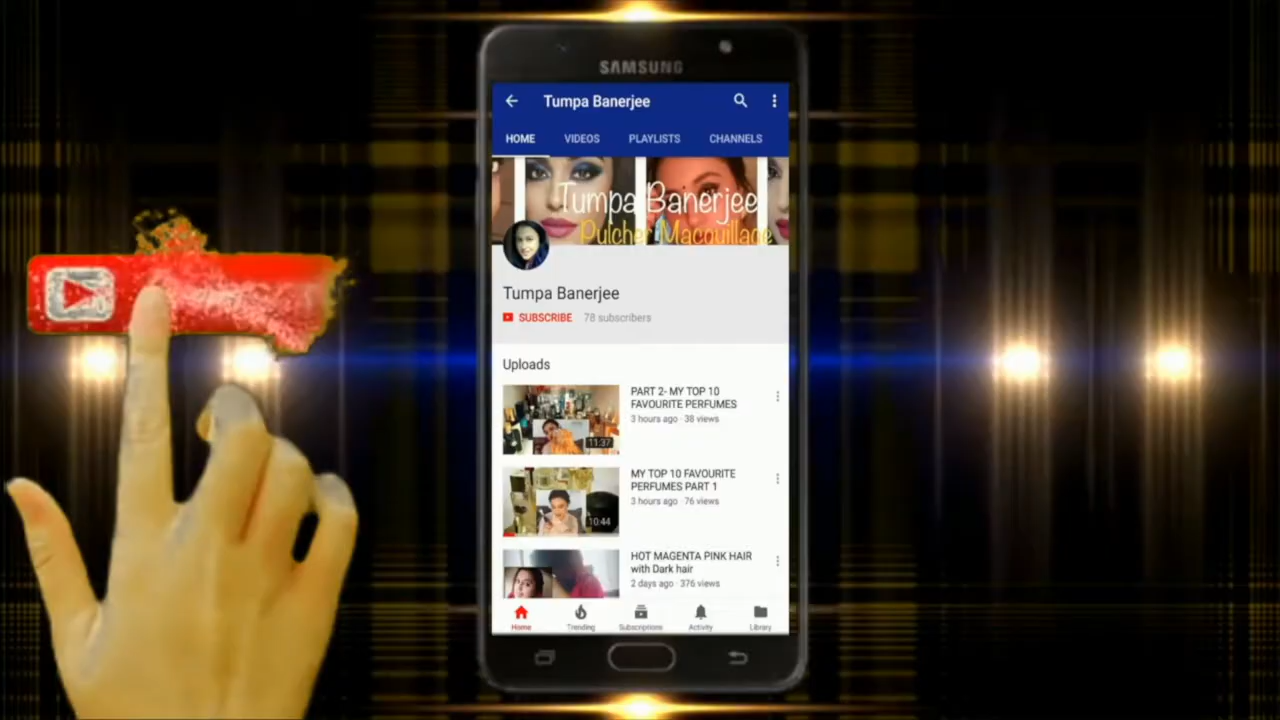 SAMSUNG
Tumpa Banerjee
HOME VIDEOS PLAYLISTS CHANNELS
Tumpa Banerjee
Pulcher Macquillage
Tumpa Banerjee
SUBSCRIBE 78 subscribers
Uploads
PART 2- MY TOP 10
FAVOURITE PERFUMES
3 hours ago · 38 views
11:37
MY TOP 10 FAVOURITE
PERFUMES PART 1
3 hours ago · 76 views
10:44
HOT MAGENTA PINK HAIR
with Dark hair
2 days ago · 376 views
Home Trending Subscriptions Activity Library